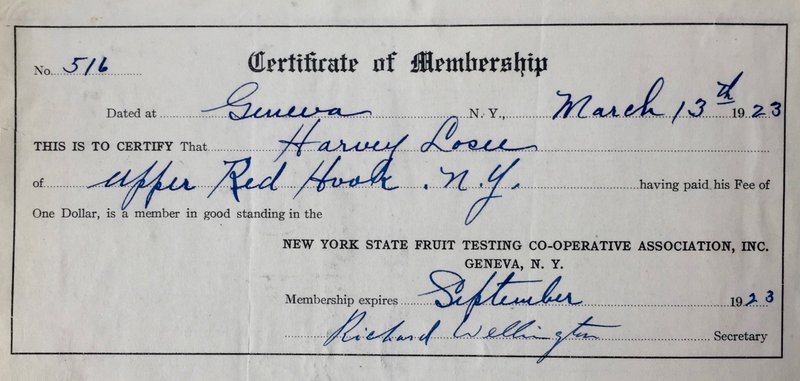 Certificate of Membership
No. 516
Dated at Geneva N. Y., March 13th 1923
THIS IS TO CERTIFY That Harvey Losee
of Upper Red Hook . N.Y. having paid his Fee of
One Dollar, is a member in good standing in the
NEW YORK STATE FRUIT TESTING CO-OPERATIVE ASSOCIATION, INC.
GENEVA, N. Y.
Membership expires September 1923
Richard Wellington Secretary